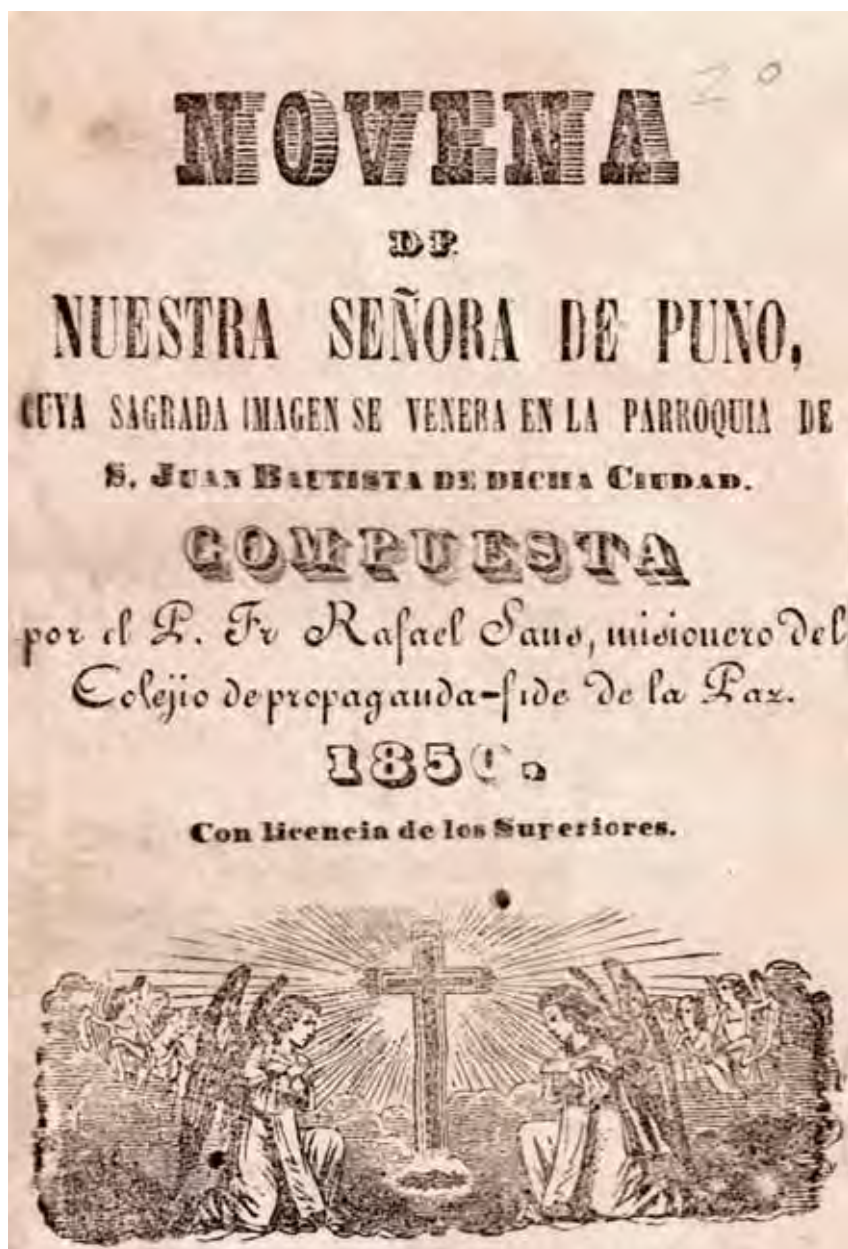 20
NOVENA
DE
NUESTRA SEÑORA DE PUNO,
CUYA SAGRADA IMAGEN SE VENERA EN LA PARROQUIA DE
S. JUAN BAUTISTA DE DICHA CIUDAD.
COMPUESTA
por el P. Fr Rafael Sans, misionero del
Colejio de propaganda-fide de la Paz.
Con licencia de los Superiores.